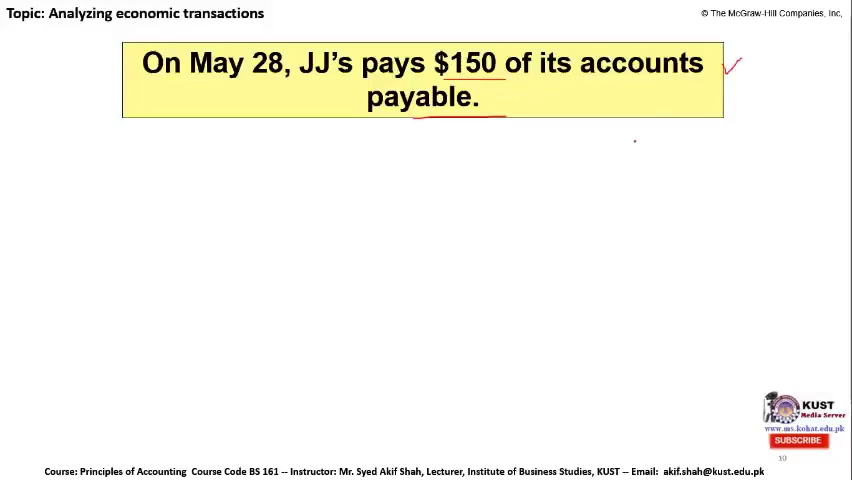 Topic: Analyzing economic transactions
© The McGraw-Hill Companies, Inc,
On May 28, JJ’s pays $150 of its accounts
payable.
KUST
Media Server
www.ms.kohat.edu.pk
SUBSCRIBE
10
Course: Principles of Accounting Course Code BS 161 -- Instructor: Mr. Syed Akif Shah, Lecturer, Institute of Business Studies, KUST -- Email: akif.shah@kust.edu.pk